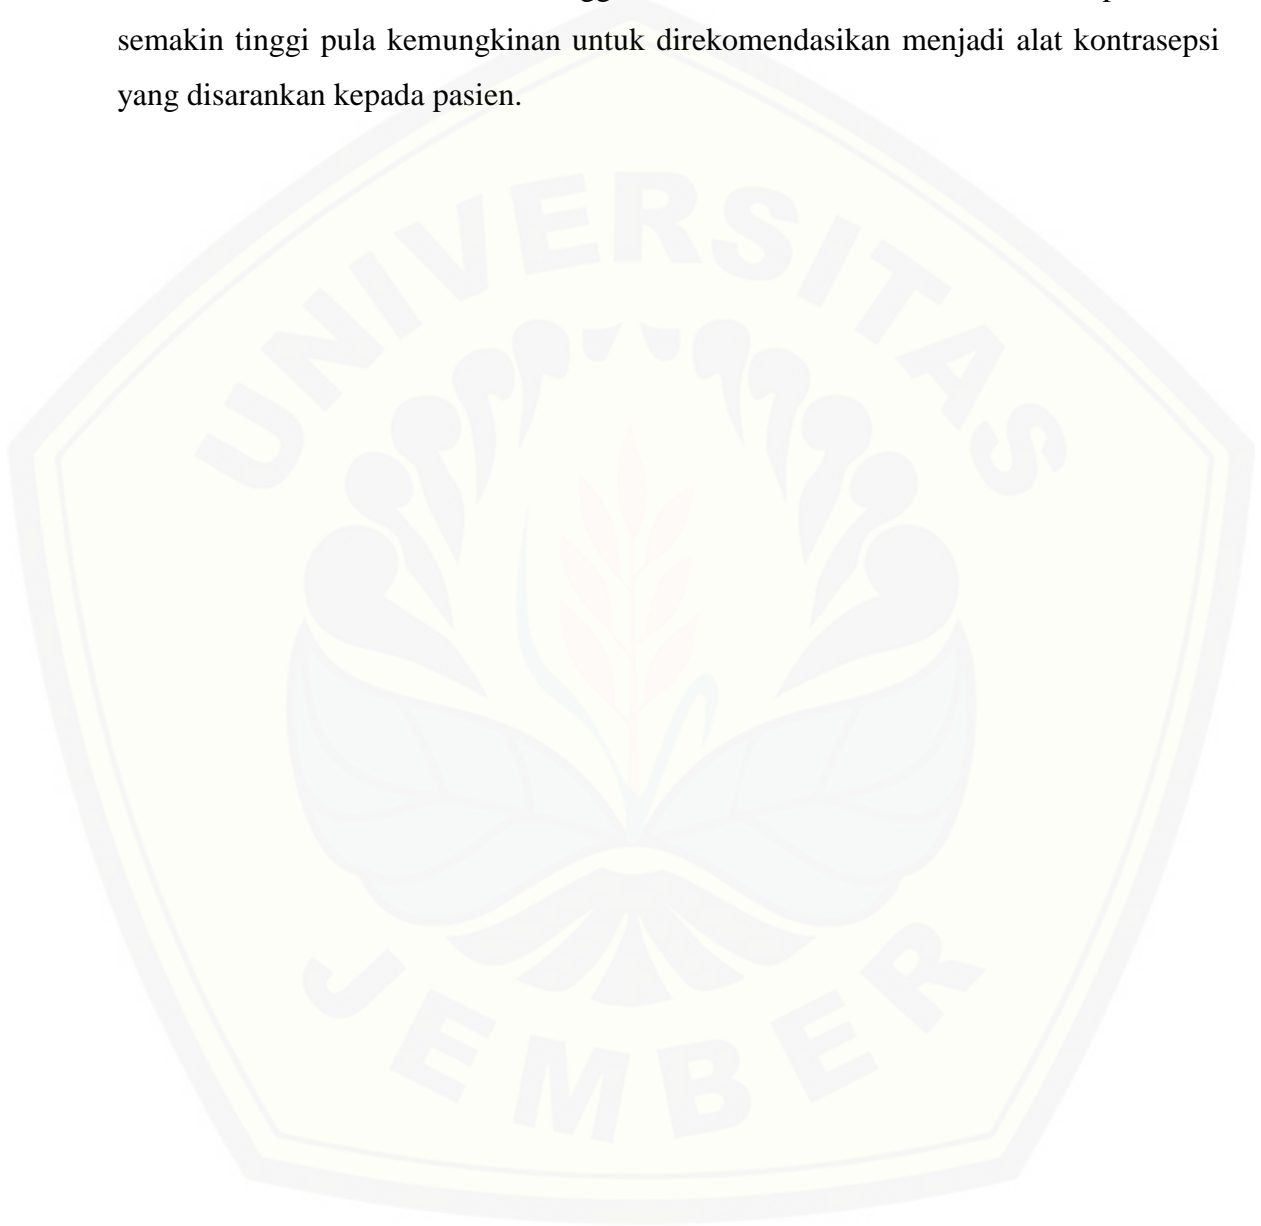 semakin tinggi pula kemungkinan untuk direkomendasikan menjadi alat kontrasepsi
yang disarankan kepada pasien.
UNIVERSITAS
JEMBER